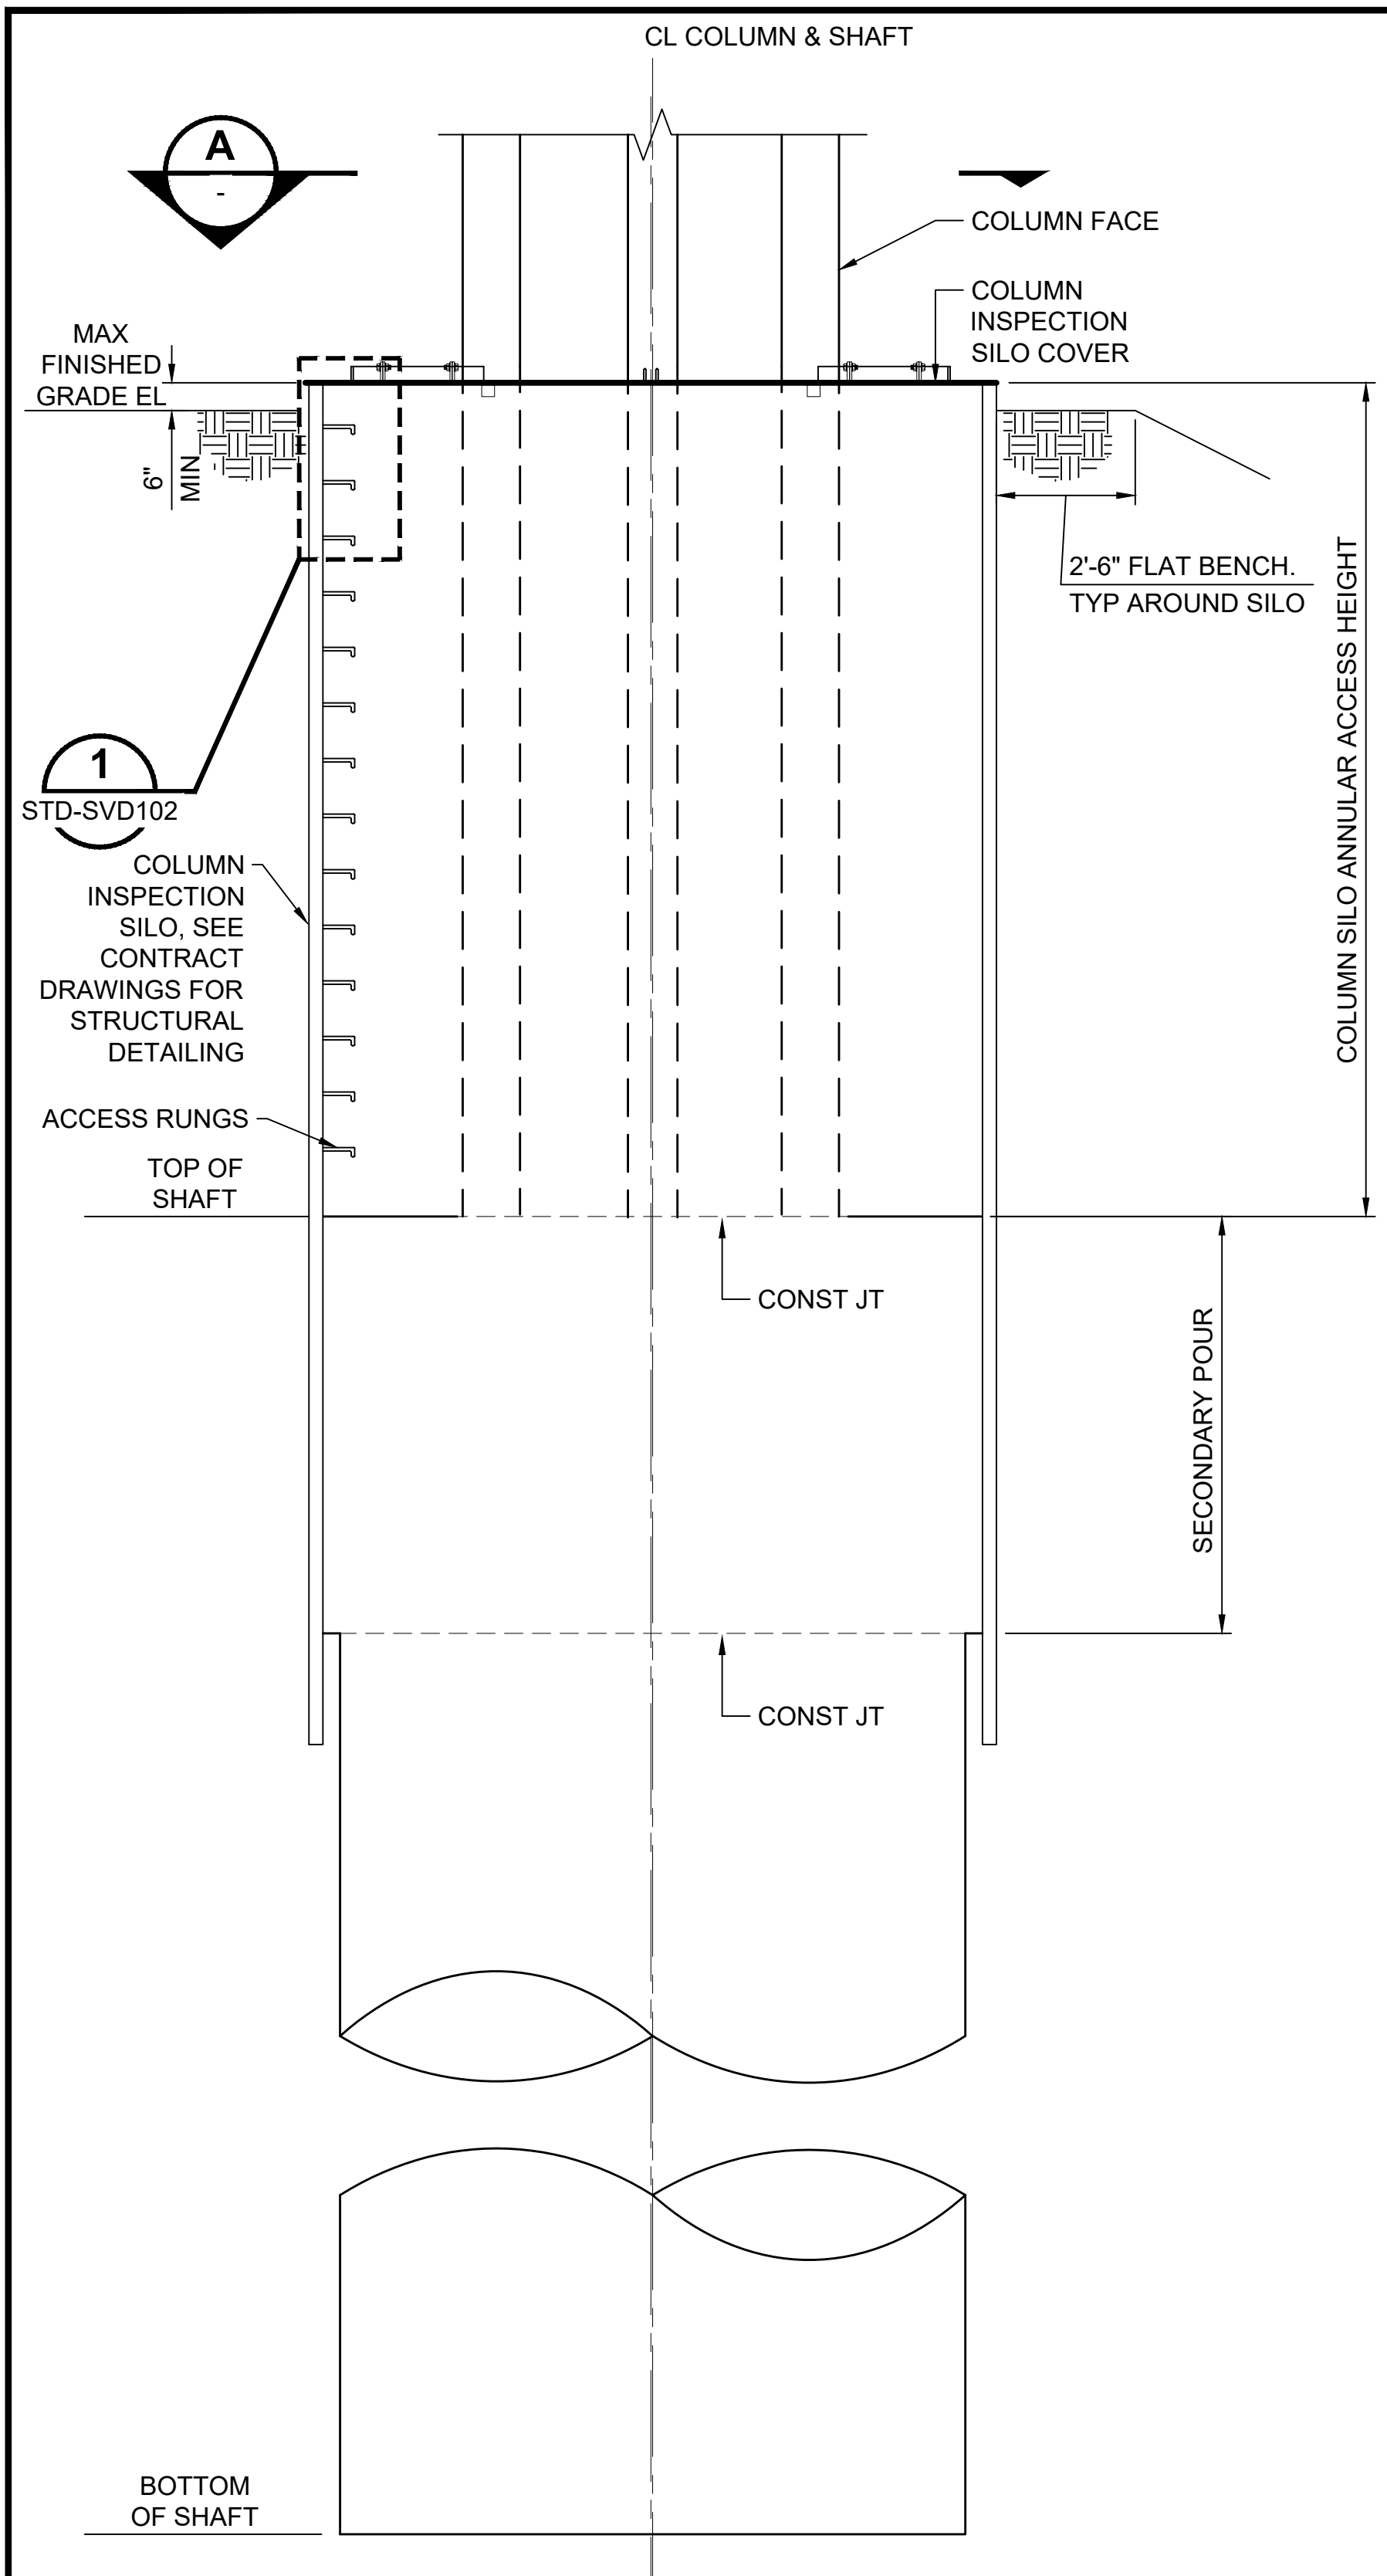 CL COLUMN & SHAFT
A
-
COLUMN FACE
COLUMN
INSPECTION
SILO COVER
MAX
FINISHED
GRADE EL
6"
MIN
2'-6" FLAT BENCH.
TYP AROUND SILO
COLUMN SILO ANNULAR ACCESS HEIGHT
1
STD-SVD102
COLUMN
INSPECTION
SILO, SEE
CONTRACT
DRAWINGS FOR
STRUCTURAL
DETAILING
ACCESS RUNGS
TOP OF
SHAFT
CONST JT
SECONDARY POUR
CONST JT
BOTTOM
OF SHAFT